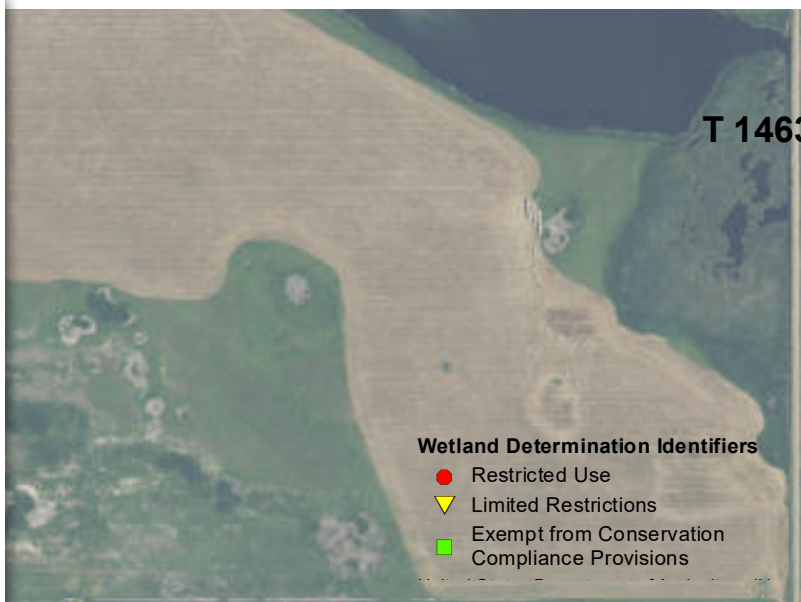 T 1463
Wetland Determination Identifiers
Restricted Use
Limited Restrictions
Exempt from Conservation
Compliance Provisions